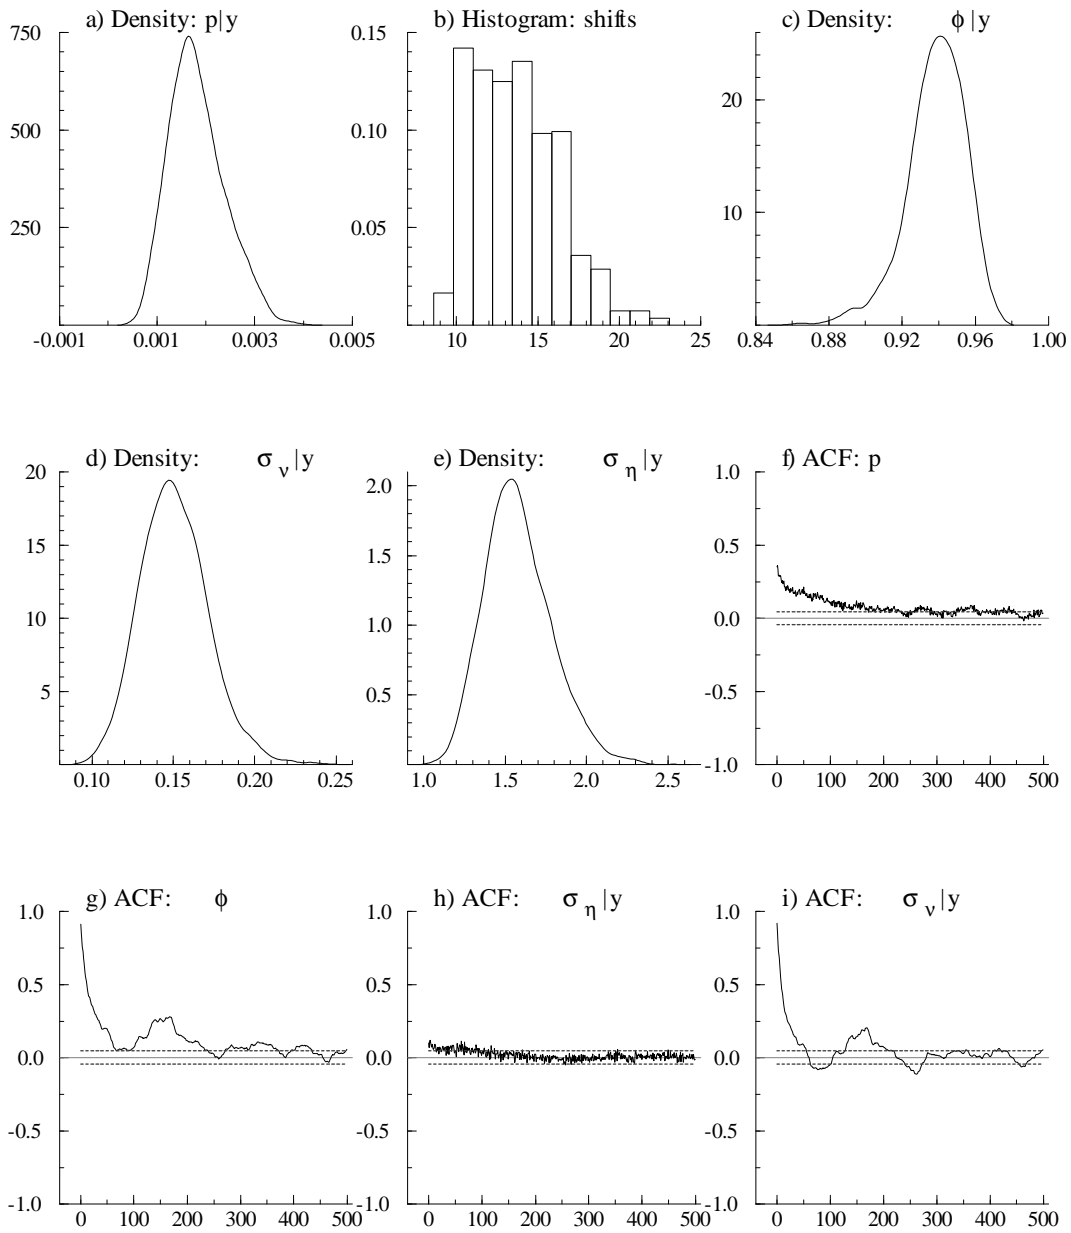 a) Density: p|y
b) Histogram: shifts
c) Density: ϕ|y
750
500
250
-0.001 0.001 0.003 0.005
0.15
0.10
0.05
10 15 20 25
20
10
0.84 0.88 0.92 0.96 1.00
d) Density: σν|y
e) Density: ση|y
f) ACF: p
20
15
10
5
0.10 0.15 0.20 0.25
2.0
1.5
1.0
0.5
1.0 1.5 2.0 2.5
1.0
0.5
0.0
-0.5
-1.0
0 100 200 300 400 500
g) ACF: ϕ
h) ACF: ση|y
i) ACF: σν|y
1.0
0.5
0.0
-0.5
-1.0
0 100 200 300 400 500
1.0
0.5
0.0
-0.5
-1.0
0 100 200 300 400 500
1.0
0.5
0.0
-0.5
-1.0
0 100 200 300 400 500